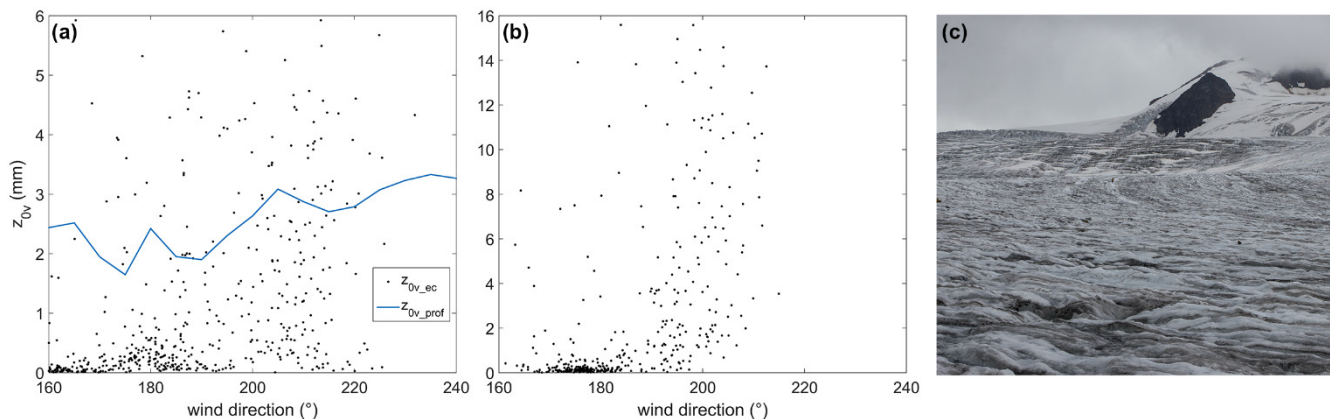 (a)
6
5
4
3
2
1
0
z0v (mm)
z0v_ec
z0v_prof
160 180 200 220 240
wind direction (°)
(b)
16
14
12
10
8
6
4
2
0
160 180 200 220 240
wind direction (°)
(c)